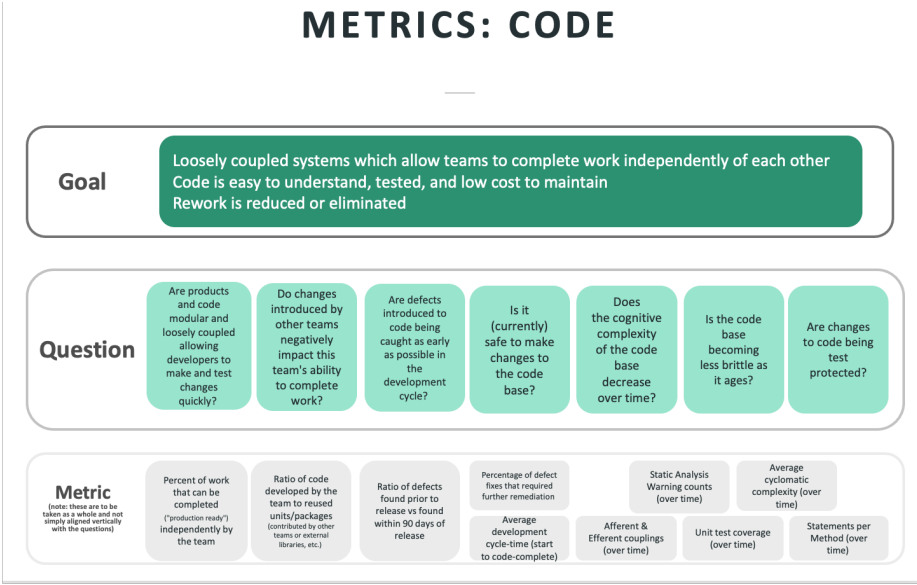 METRICS: CODE
Goal
Loosely coupled systems which allow teams to complete work independently of each other
Code is easy to understand, tested, and low cost to maintain
Rework is reduced or eliminated
Question
Are products
and code
modular and
loosely coupled
allowing
developers to
make and test
changes
quickly?
Do changes
introduced by
other teams
negatively
impact this
team's ability
to complete
work?
Are defects
introduced to
code being
caught as early
as possible in
the
development
cycle?
Is it
(currently)
safe to make
changes to
the code
base?
Does
the cognitive
complexity
of the code
base
decrease
over time?
Is the code
base
becoming
less brittle as
it ages?
Are changes
to code being
test
protected?
Metric
(note: these are to be
taken as a whole and not
simply aligned vertically
with the questions)
Percent of work
that can be
completed
("production ready")
independently by
the team
Ratio of code
developed by the
team to reused
units/packages
(contributed by other
teams or external
libraries, etc.)
Ratio of defects
found prior to
release vs found
within 90 days of
release
Percentage of defect
fixes that required
further remediation
Average
development
cycle-time (start
to code-complete)
Static Analysis
Warning counts
(over time)
Average
cyclomatic
complexity (over
time)
Afferent &
Efferent couplings
(over time)
Unit test coverage
(over time)
Statements per
Method (over
time)